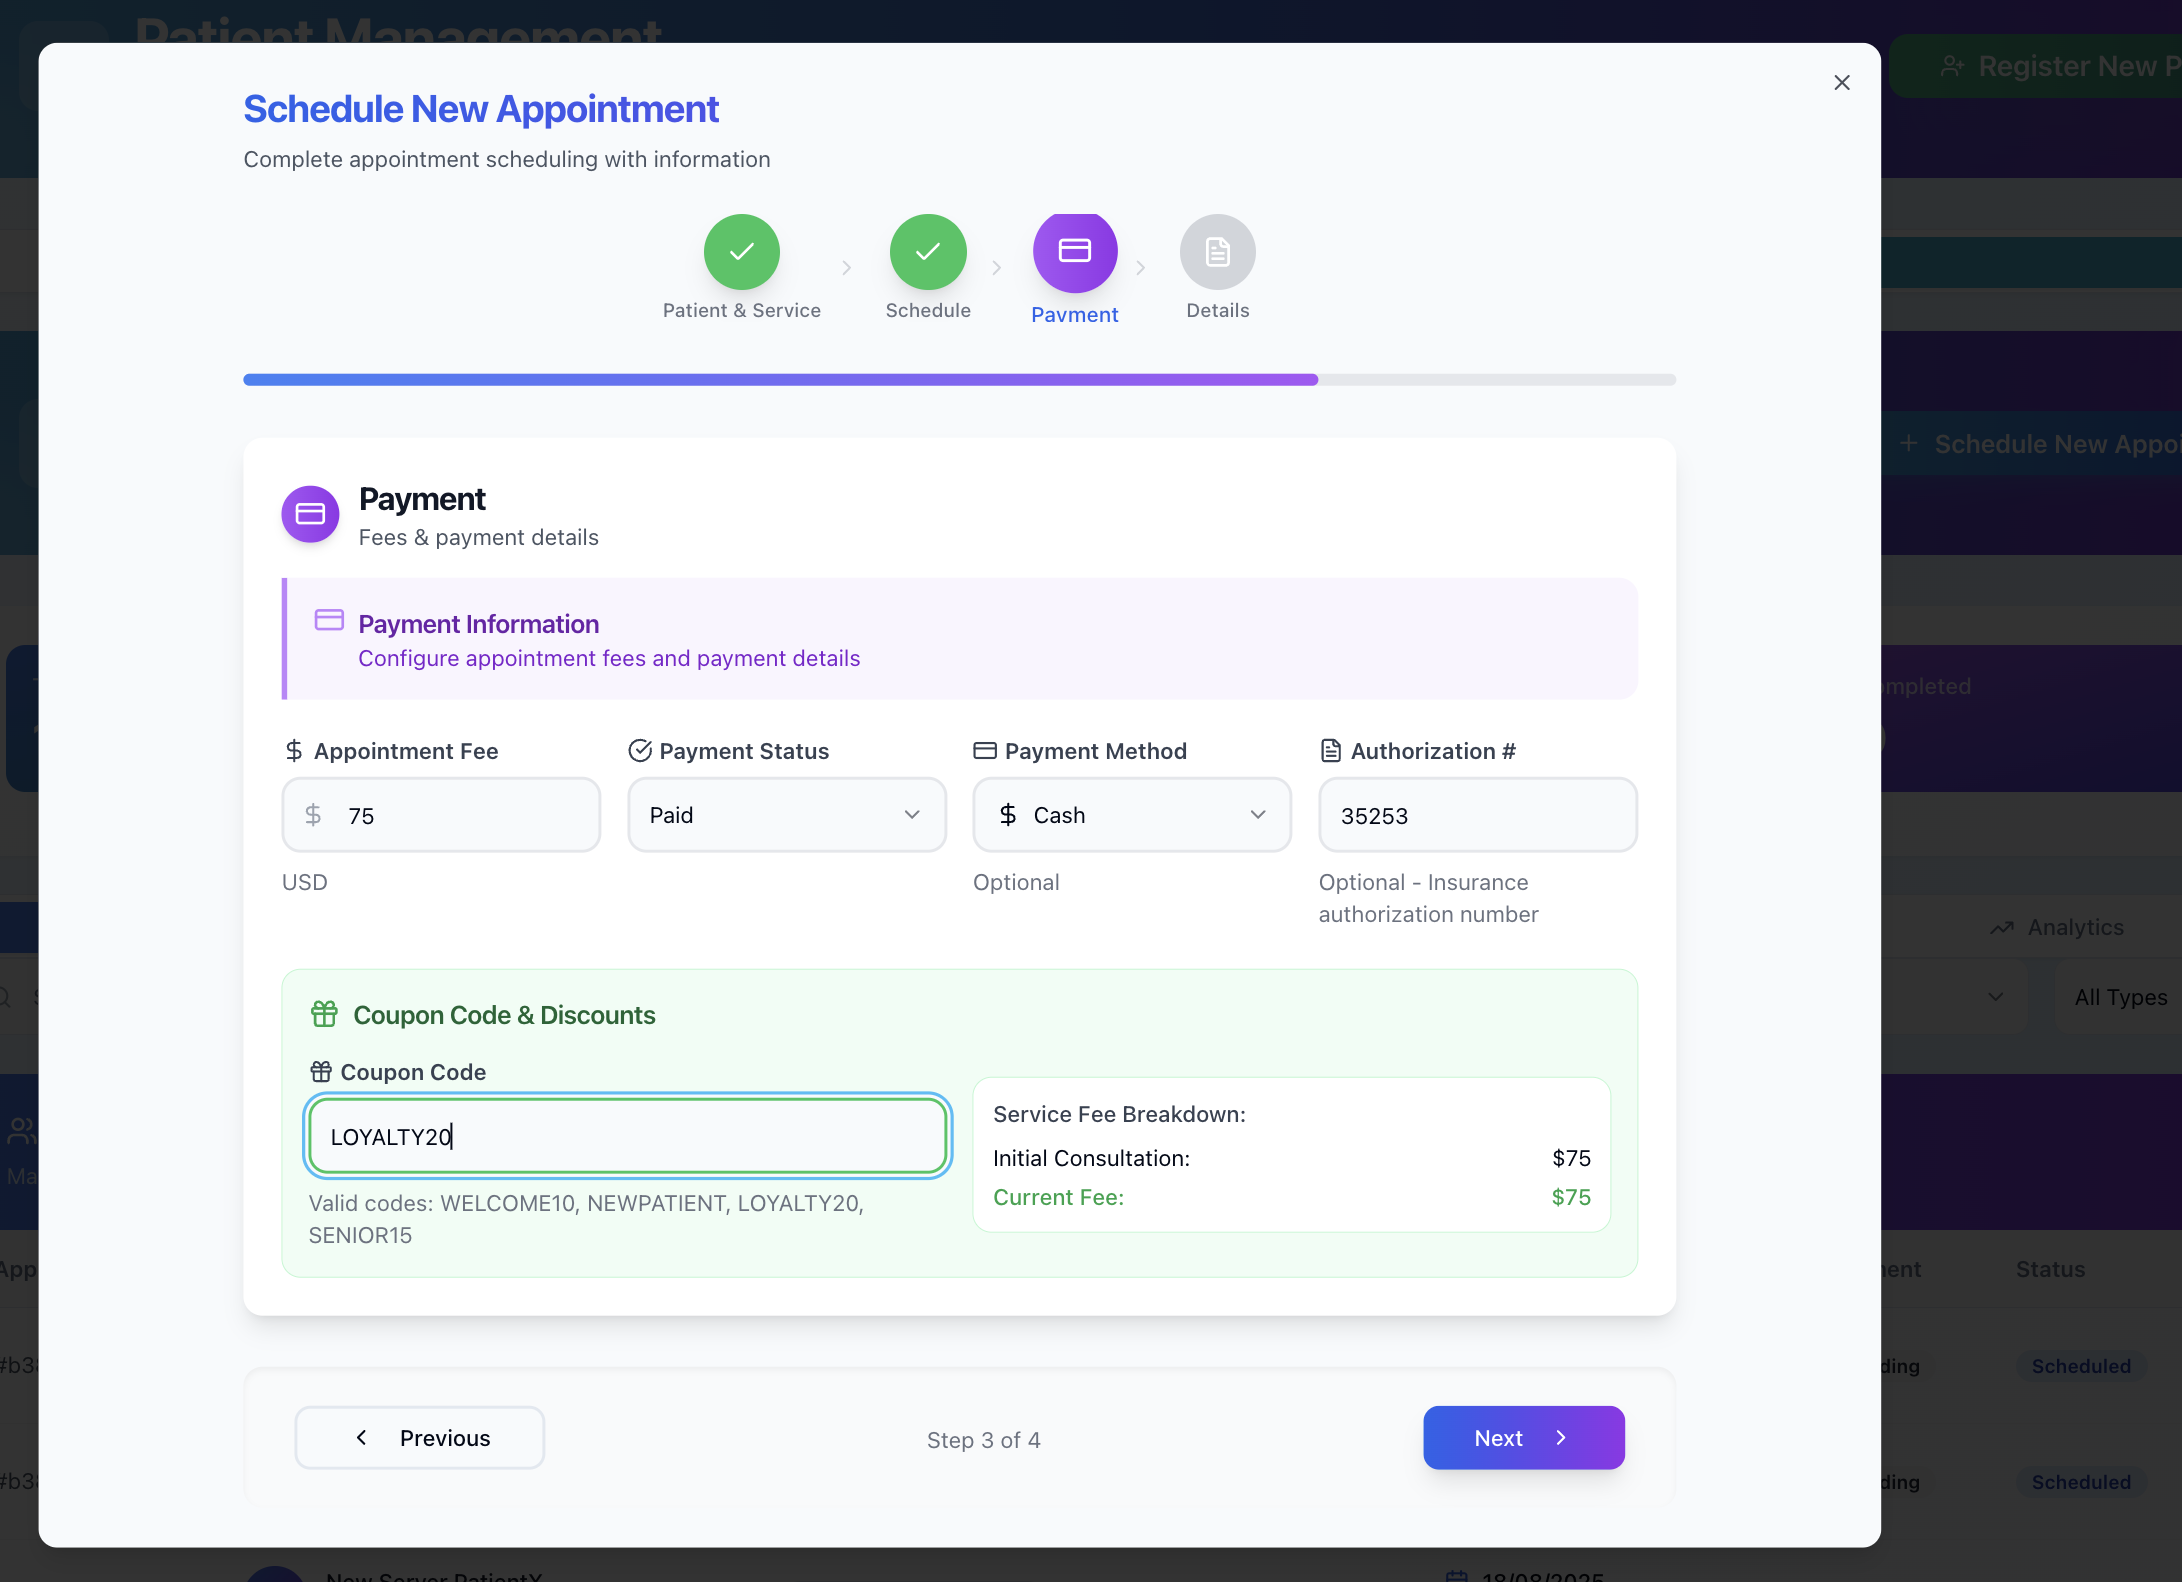 Patient Management
Register New P
Schedule New Appointment
Complete appointment scheduling with information
Patient & Service
Schedule
Payment
Details
Schedule New Appoi
Payment
Fees & payment details
Payment Information
Configure appointment fees and payment details
ompleted
Appointment Fee
Payment Status
Payment Method
Authorization #
$ 75
Paid
$ Cash
35253
USD
Optional
Optional - Insurance
authorization number
Analytics
All Types
Coupon Code & Discounts
Coupon Code
LOYALTY20
Valid codes: WELCOME10, NEWPATIENT, LOYALTY20,
SENIOR15
Service Fee Breakdown:
Initial Consultation: $75
Current Fee: $75
Ma
App
ent
Status
#b3
ding
Scheduled
Previous
Step 3 of 4
Next
#b3
ding
Scheduled
New Server PatientX
18/08/2025